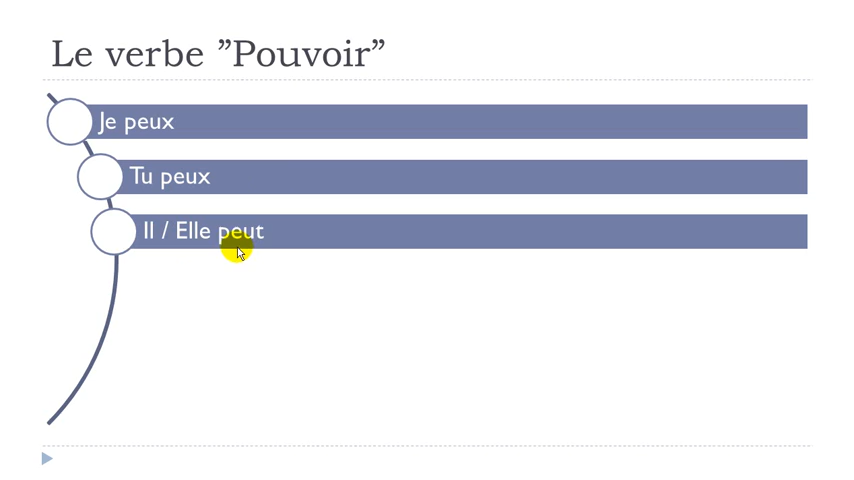 Le verbe ”Pouvoir”
Je peux
Tu peux
Il / Elle peut